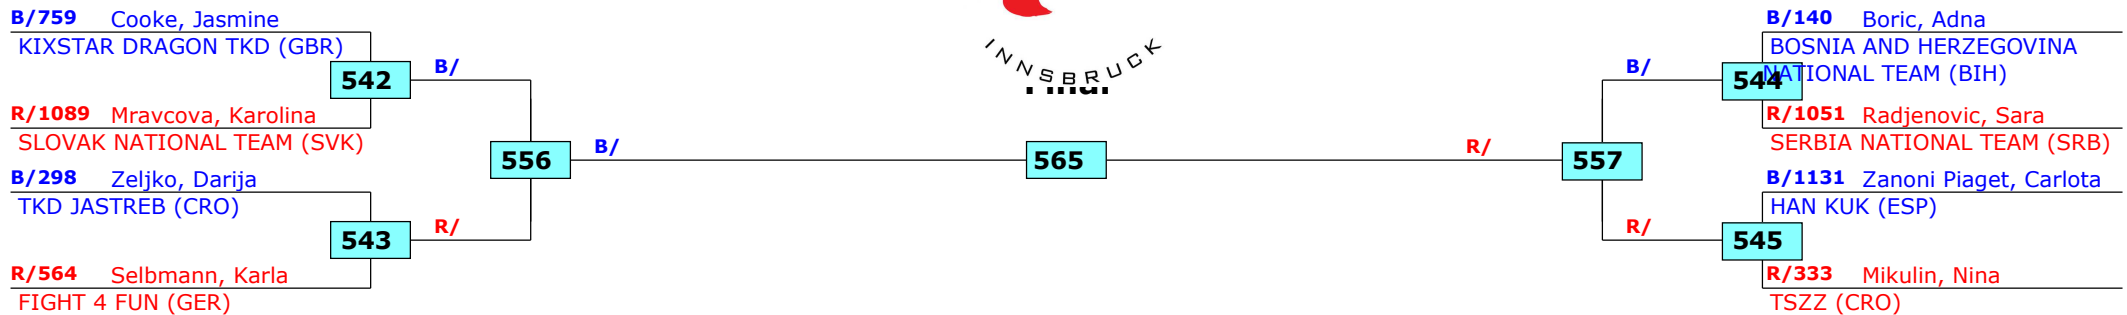 B/759 Cooke, Jasmine
KIXSTAR DRAGON TKD (GBR)
542
B/
R/1089 Mravcova, Karolina
SLOVAK NATIONAL TEAM (SVK)
556
B/
B/298 Zeljko, Darija
TKD JASTREB (CRO)
543
R/
R/564 Selbmann, Karla
FIGHT 4 FUN (GER)
INNSBRUCK
Final
565
R/
557
B/140 Boric, Adna
BOSNIA AND HERZEGOVINA
NATIONAL TEAM (BIH)
B/
544
R/1051 Radjenovic, Sara
SERBIA NATIONAL TEAM (SRB)
B/1131 Zanoni Piaget, Carlota
HAN KUK (ESP)
R/
545
R/333 Mikulin, Nina
TSZZ (CRO)